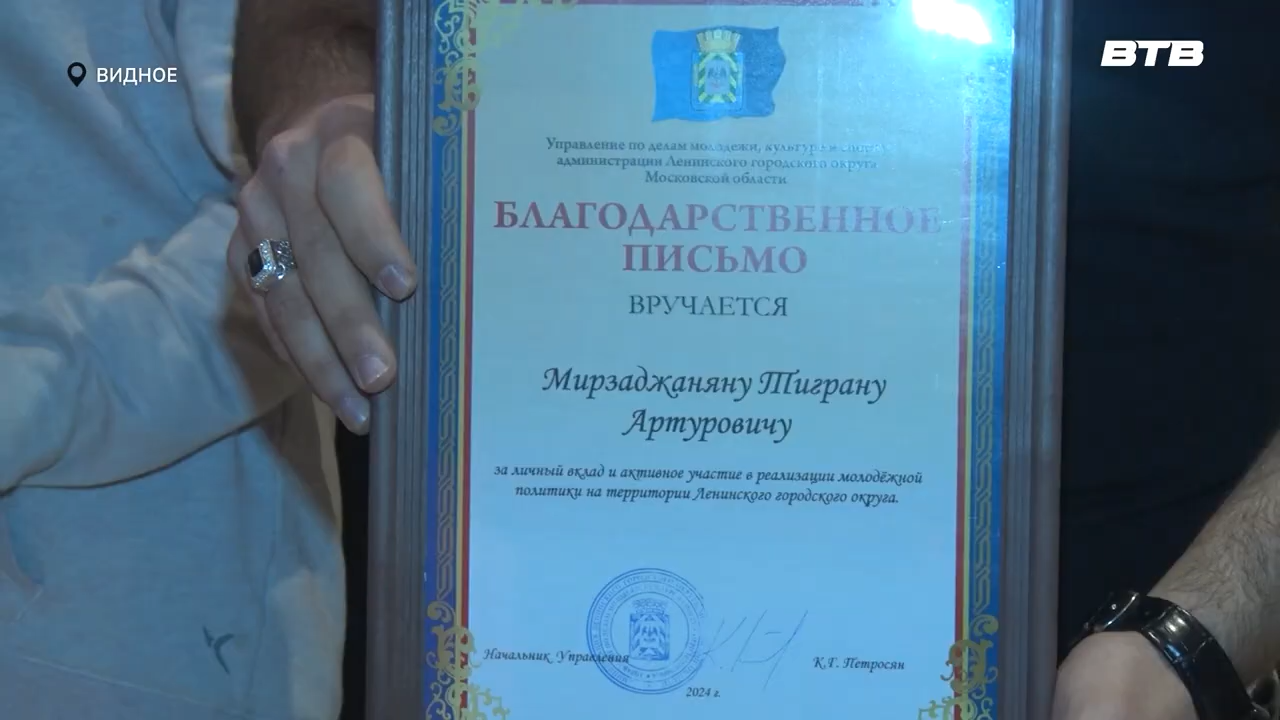 ВИДНОЕ
ВТВ
Управление по делам молодежи, культуры и спорта
администрации Ленинского городского округа
Московской области
БЛАГОДАРСТВЕННОЕ
ПИСЬМО
ВРУЧАЕТСЯ
Мирзаджаняну Тиграну
Артуровичу
за личный вклад и активное участие в реализации молодёжной
политики на территории Ленинского городского округа.
Начальник Управления
К.Г. Петросян
2024 г.